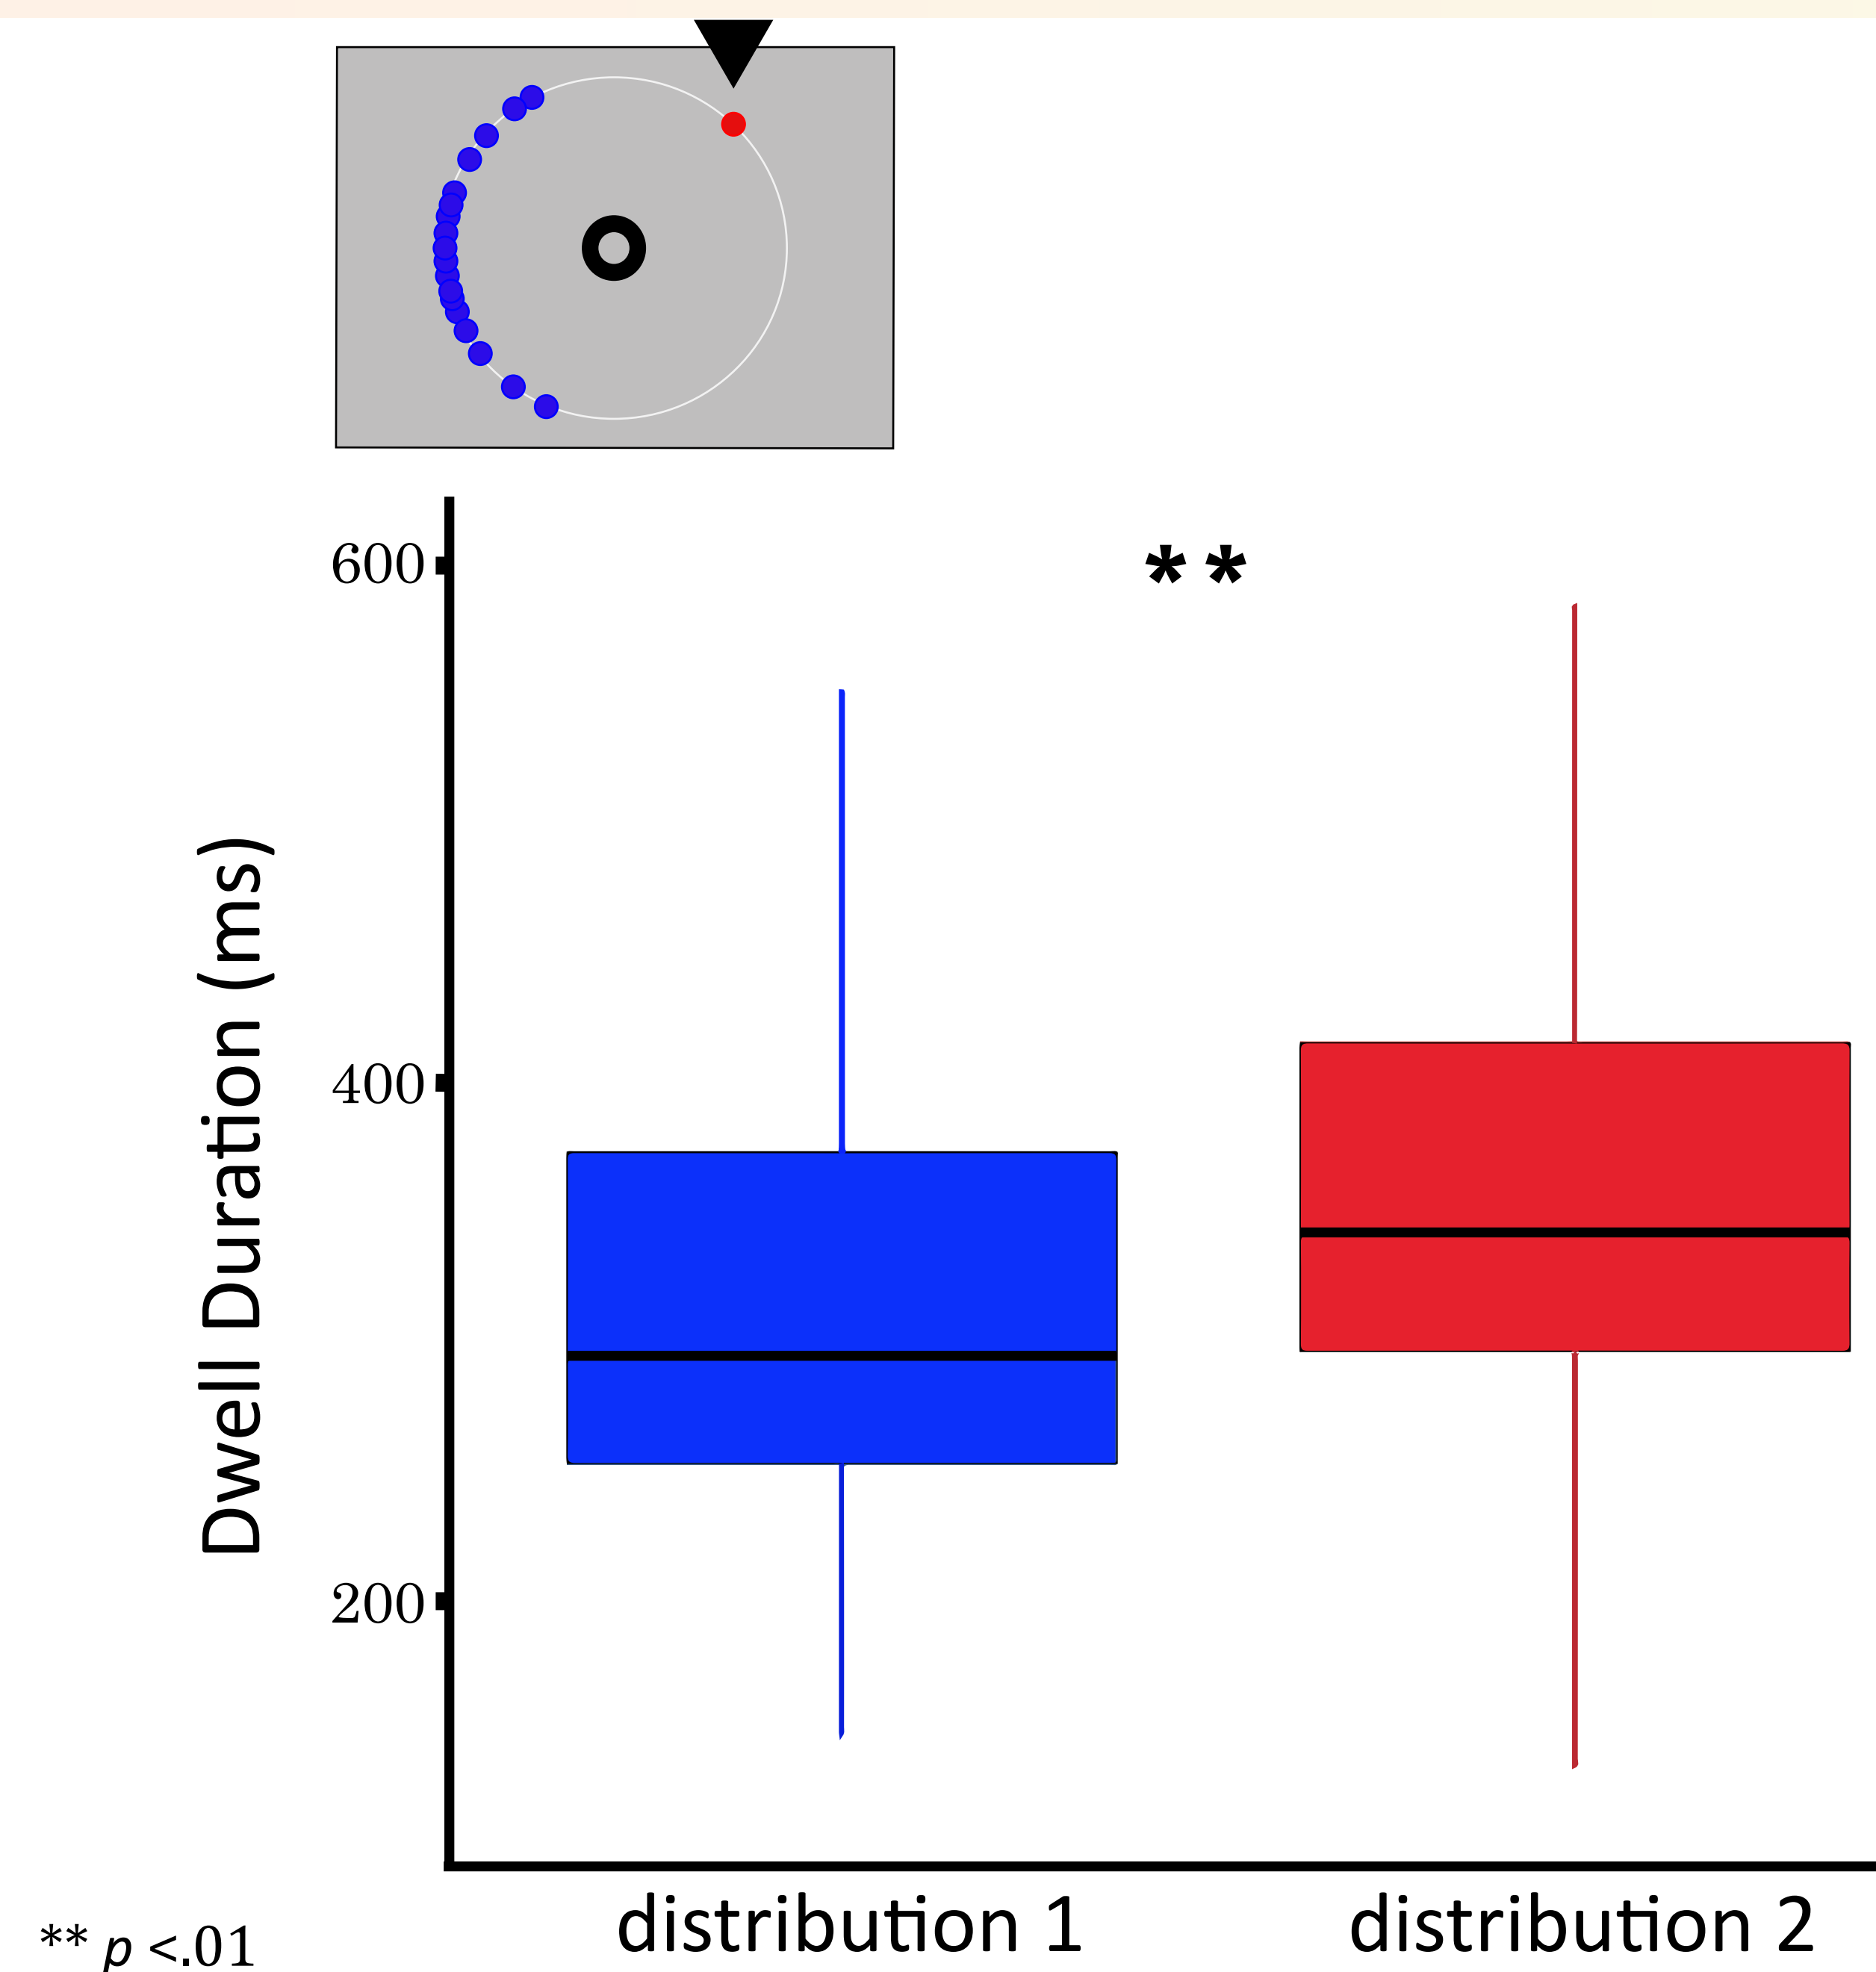 **
600
400
200
Dwell Duration (ms)
distribution 1
distribution 2
** p <.01